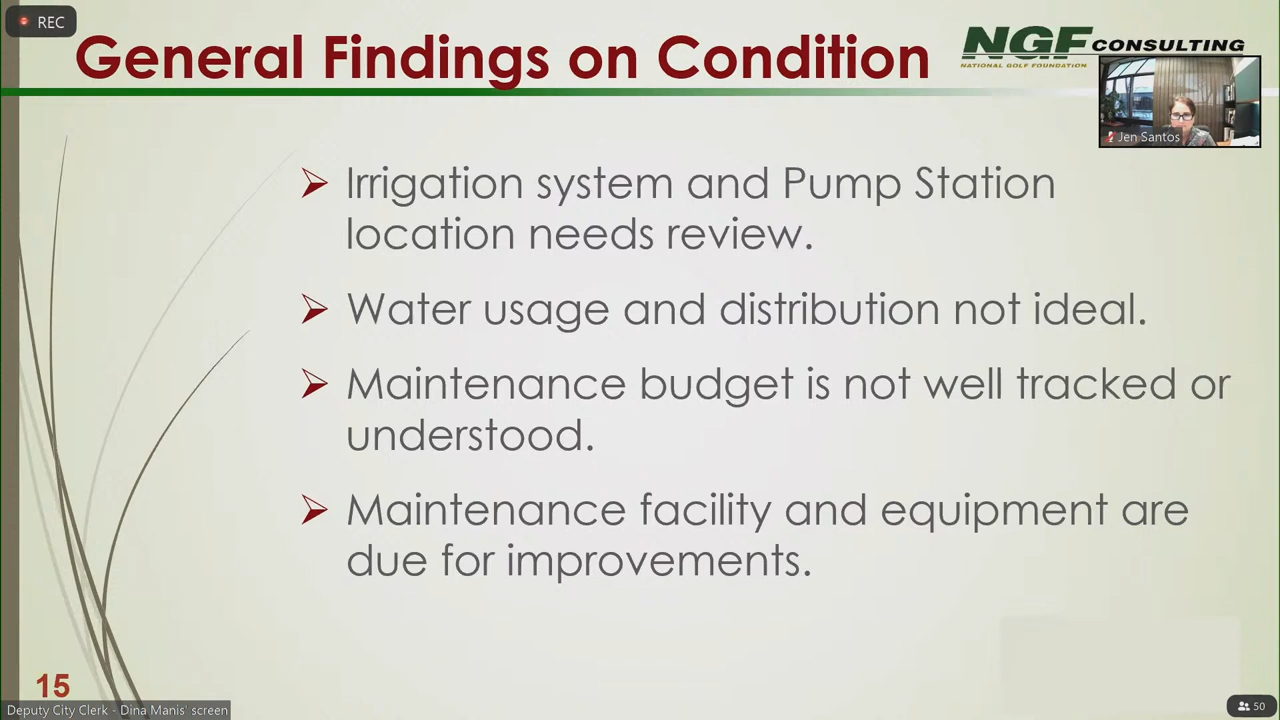 REC
General Findings on Condition
NGF CONSULTING
NATIONAL GOLF FOUNDATION
Jen Santos
Irrigation system and Pump Station
location needs review.
Water usage and distribution not ideal.
Maintenance budget is not well tracked or
understood.
Maintenance facility and equipment are
due for improvements.
15
Deputy City Clerk - Dina Manis' screen
50